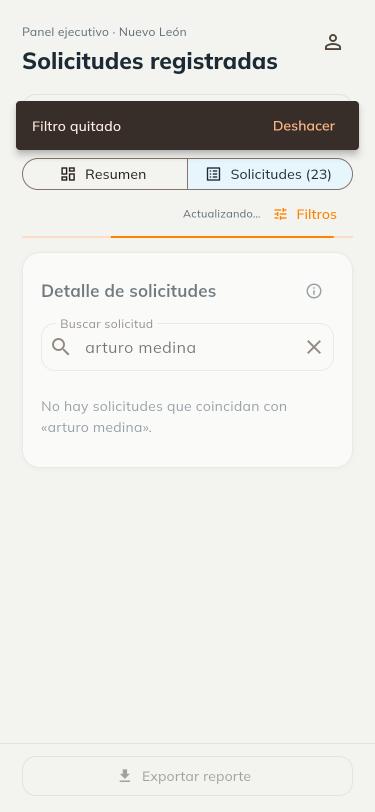 Panel ejecutivo · Nuevo León
Solicitudes registradas
Filtro quitado
Deshacer
Resumen
Solicitudes (23)
Actualizando...
Filtros
Detalle de solicitudes
Buscar solicitud
arturo medina
No hay solicitudes que coincidan con
«arturo medina».
Exportar reporte